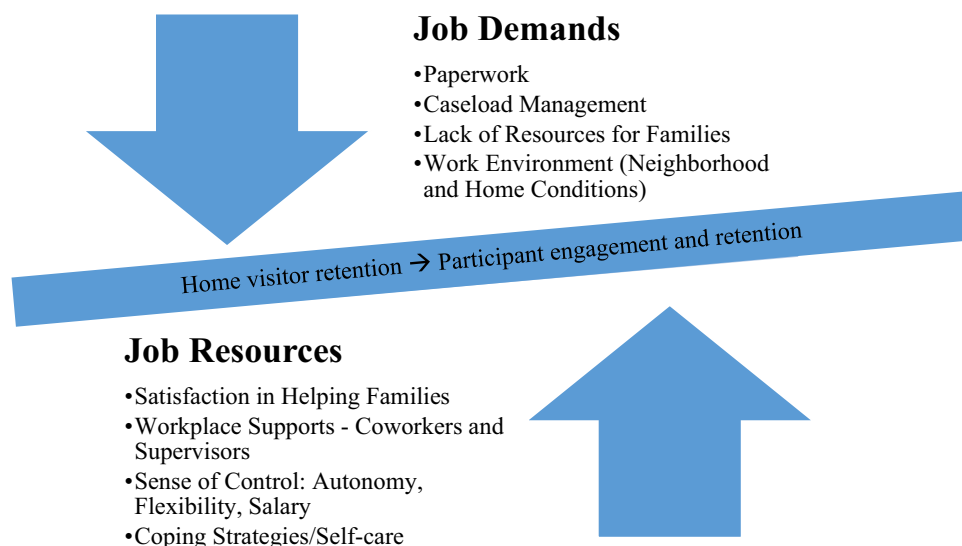 Job Demands
•Paperwork
•Caseload Management
•Lack of Resources for Families
•Work Environment (Neighborhood
and Home Conditions)
Home visitor retention → Participant engagement and retention
Job Resources
•Satisfaction in Helping Families
•Workplace Supports - Coworkers and
Supervisors
•Sense of Control: Autonomy,
Flexibility, Salary
•Coping Strategies/Self-care